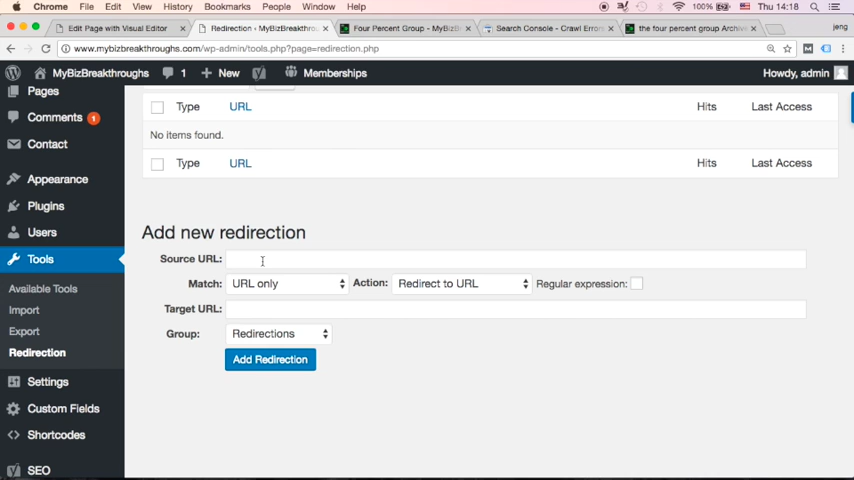 Chrome File Edit View History Bookmarks People Window Help 100% Thu 14:18
Edit Page with Visual Editor × Redirection ‹ MyBizBreakthroughs × Four Percent Group - MyBizB × Search Console - Crawl Errors × the four percent group Archive × jeng
www.mybizbreakthroughs.com/wp-admin/tools.php?page=redirection.php
MyBizBreakthroughs 1 + New Memberships Howdy, admin
Pages
Comments 1
Contact
Appearance
Plugins
Users
Tools
Available Tools
Import
Export
Redirection
Settings
Custom Fields
Shortcodes
SEO
Type URL Hits Last Access
No items found.
Type URL Hits Last Access
Add new redirection
Source URL:
Match: URL only Action: Redirect to URL Regular expression:
Target URL:
Group: Redirections
Add Redirection